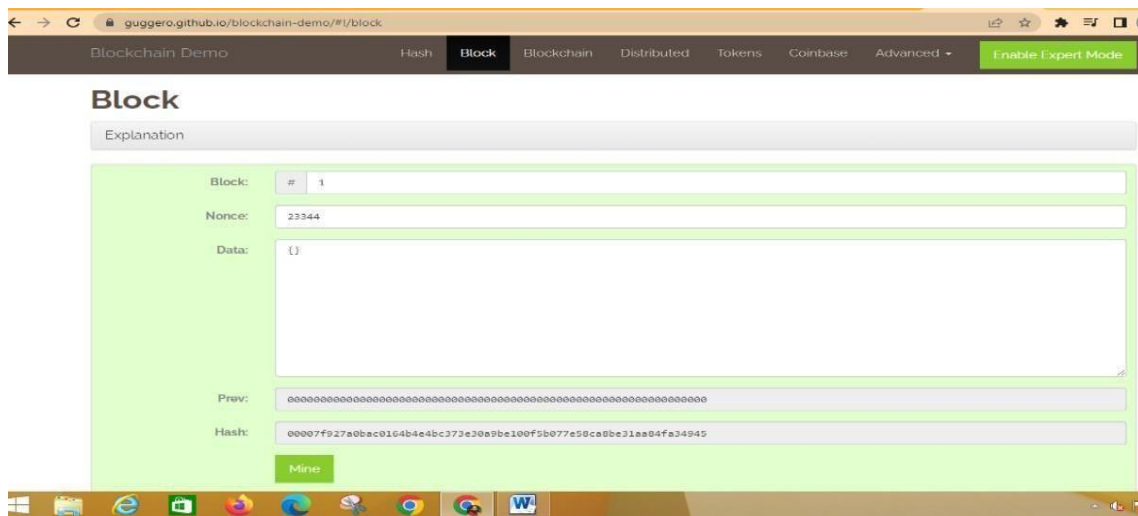 guggero.github.io/blockchain-demo/#!/block
Blockchain Demo Hash Block Blockchain Distributed Tokens Coinbase Advanced Enable Expert Mode
Block
Explanation
Block: # 1
Nonce: 23344
Data: {}
Prev: 0000000000000000000000000000000000000000000000000000000000000000
Hash: 00007f927a0bac0164b4e4bc373e30a9be100f5b077e58ca8be31aa84fa34945
Mine